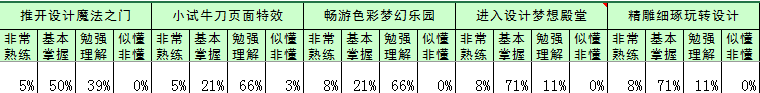 推开设计魔法之门 小试牛刀页面特效 畅游色彩梦幻乐园 进入设计梦想殿堂 精雕细琢玩转设计
非常熟练 基本掌握 勉强理解 似懂非懂 非常熟练 基本掌握 勉强理解 似懂非懂 非常熟练 基本掌握 勉强理解 似懂非懂 非常熟练 基本掌握 勉强理解 似懂非懂 非常熟练 基本掌握 勉强理解 似懂非懂
5% 50% 39% 0% 5% 21% 66% 3% 8% 21% 66% 0% 8% 71% 11% 0% 8% 71% 11% 0%